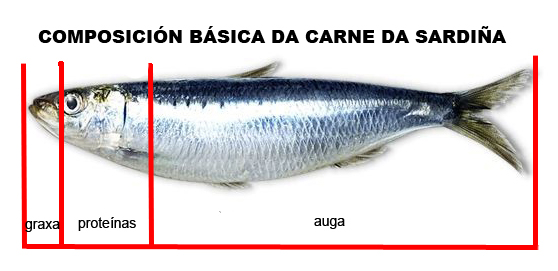 COMPOSICIÓN BÁSICA DA CARNE DA SARDIÑA
graxa proteínas auga